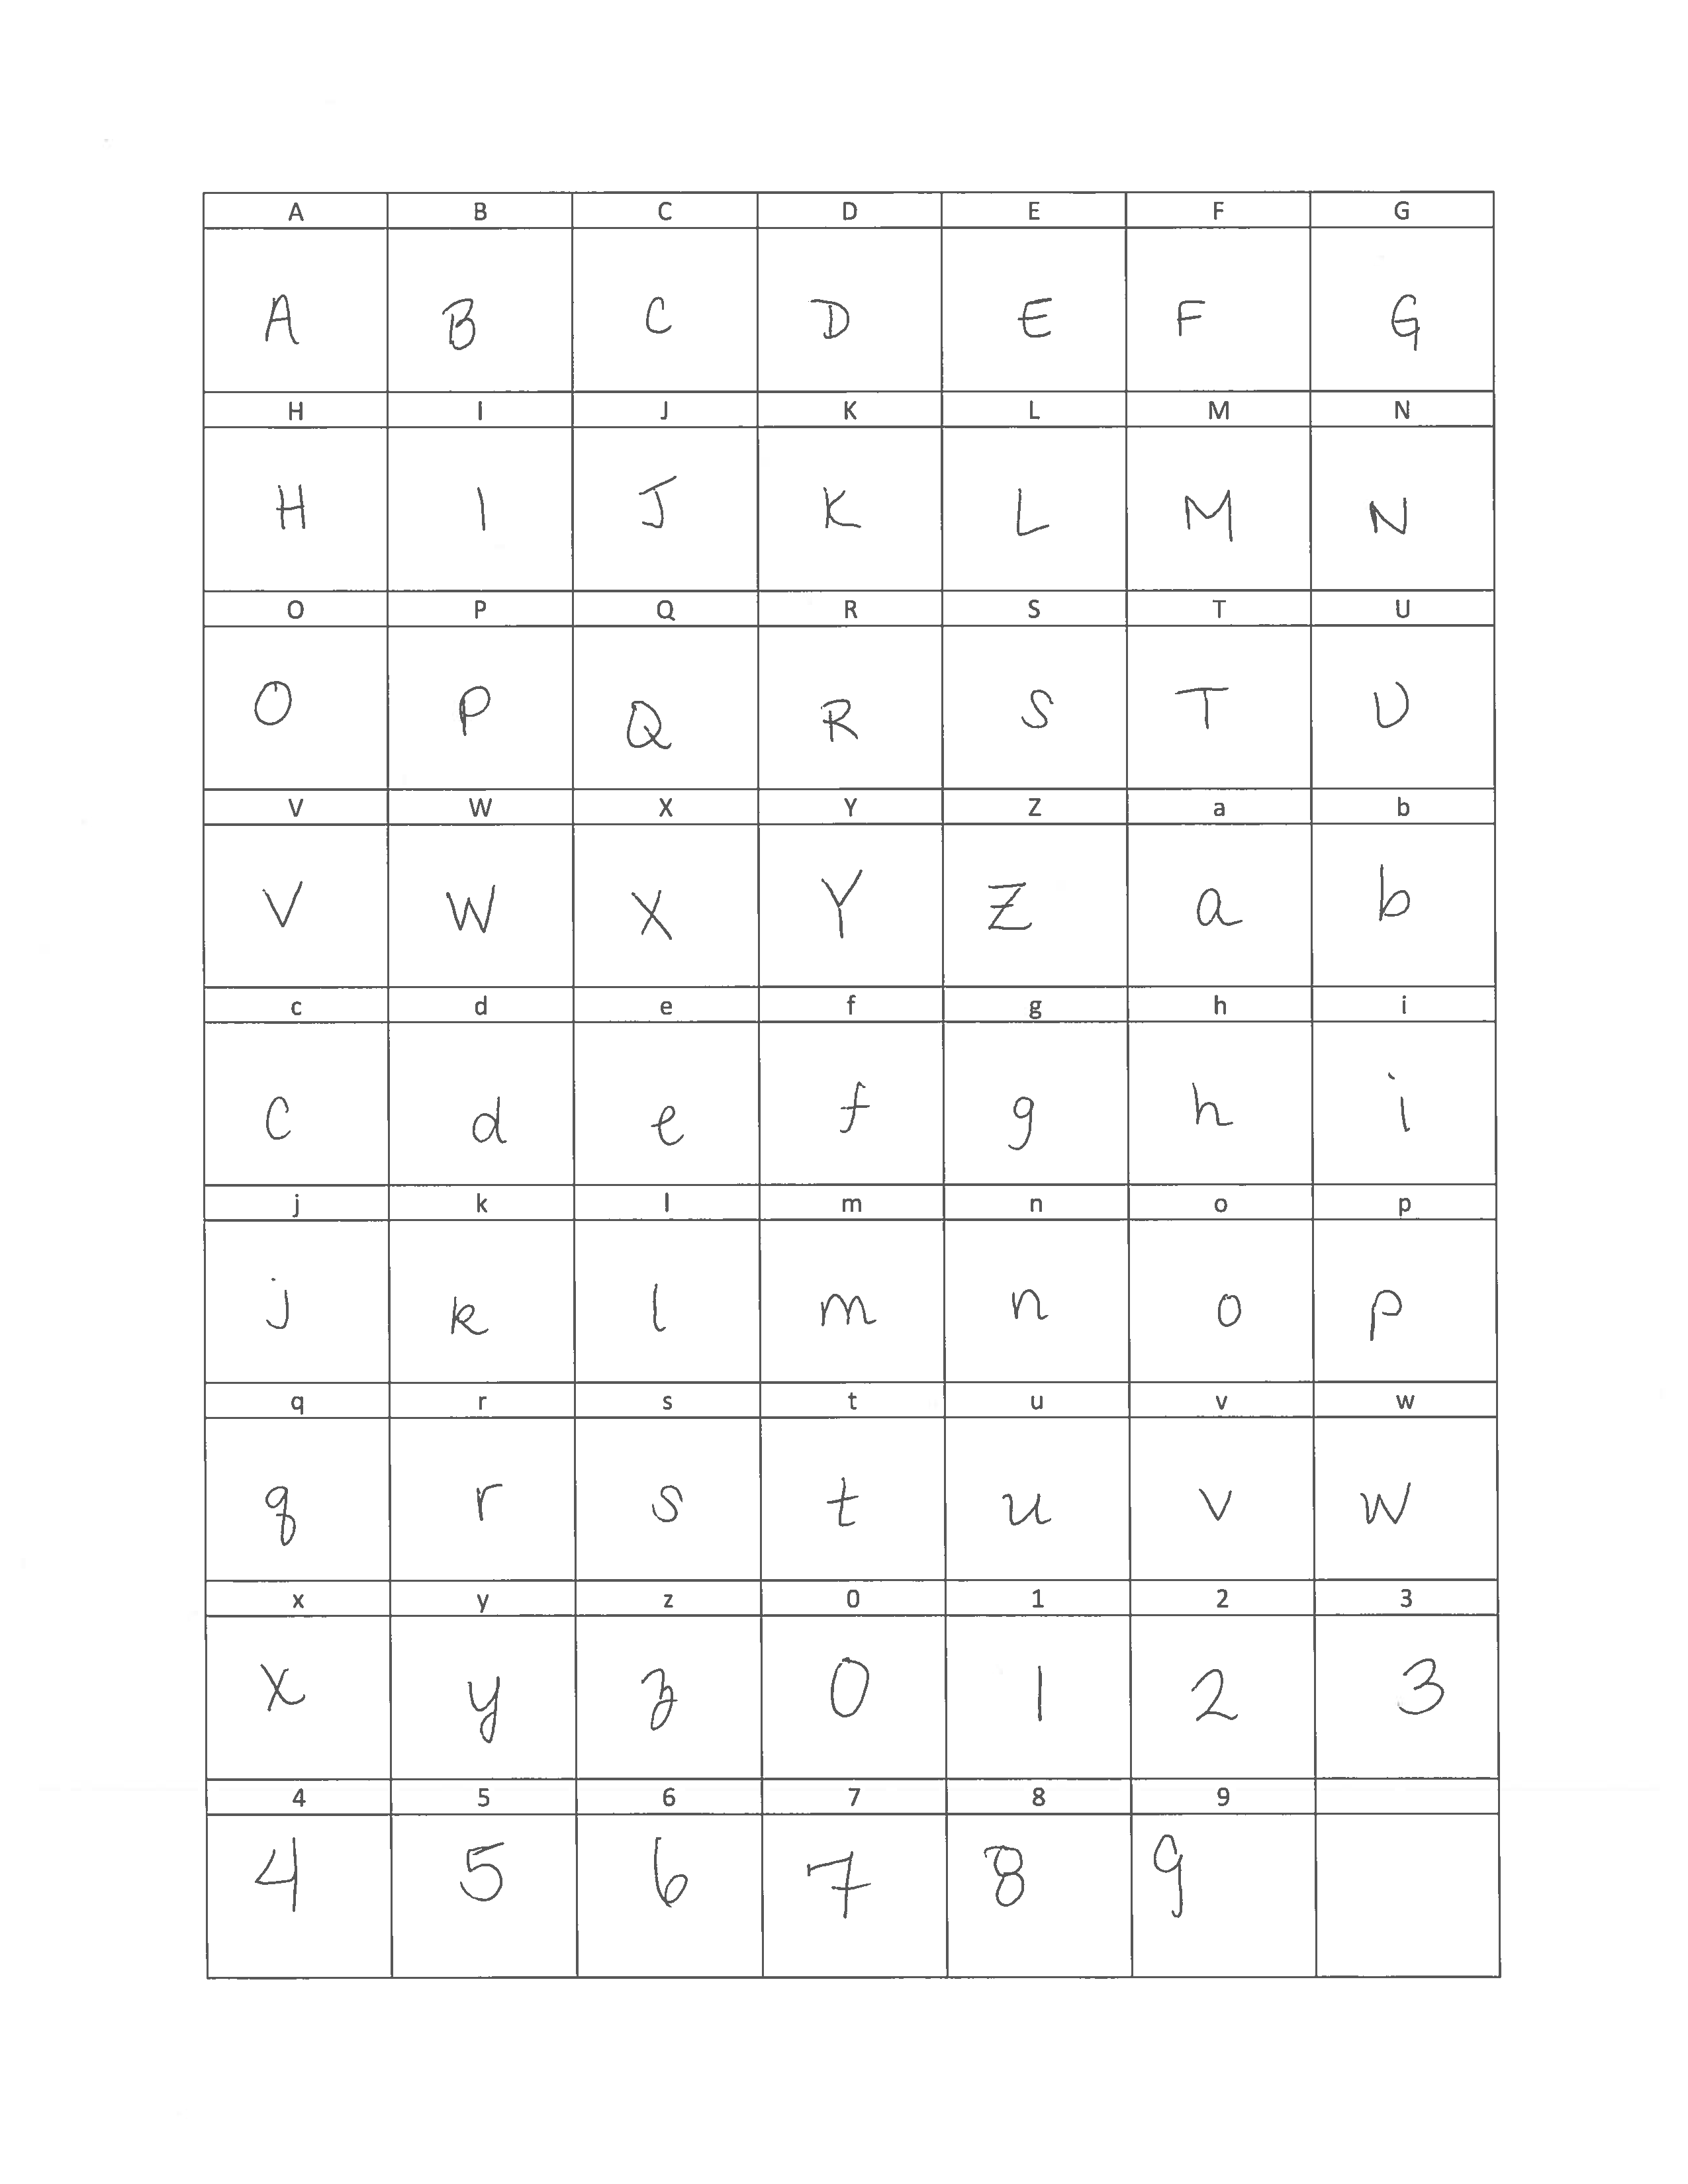 A B C D E F G
A B C D E F G
H I J K L M N
H I J K L M N
O P Q R S T U
O P Q R S T U
V W X Y Z a b
V W X Y Z a b
c d e f g h i
c d e f g h i
j k l m n o p
j k l m n o p
q r s t u v w
q r s t u v w
x y z 0 1 2 3
x y z 0 1 2 3
4 5 6 7 8 9
4 5 6 7 8 9